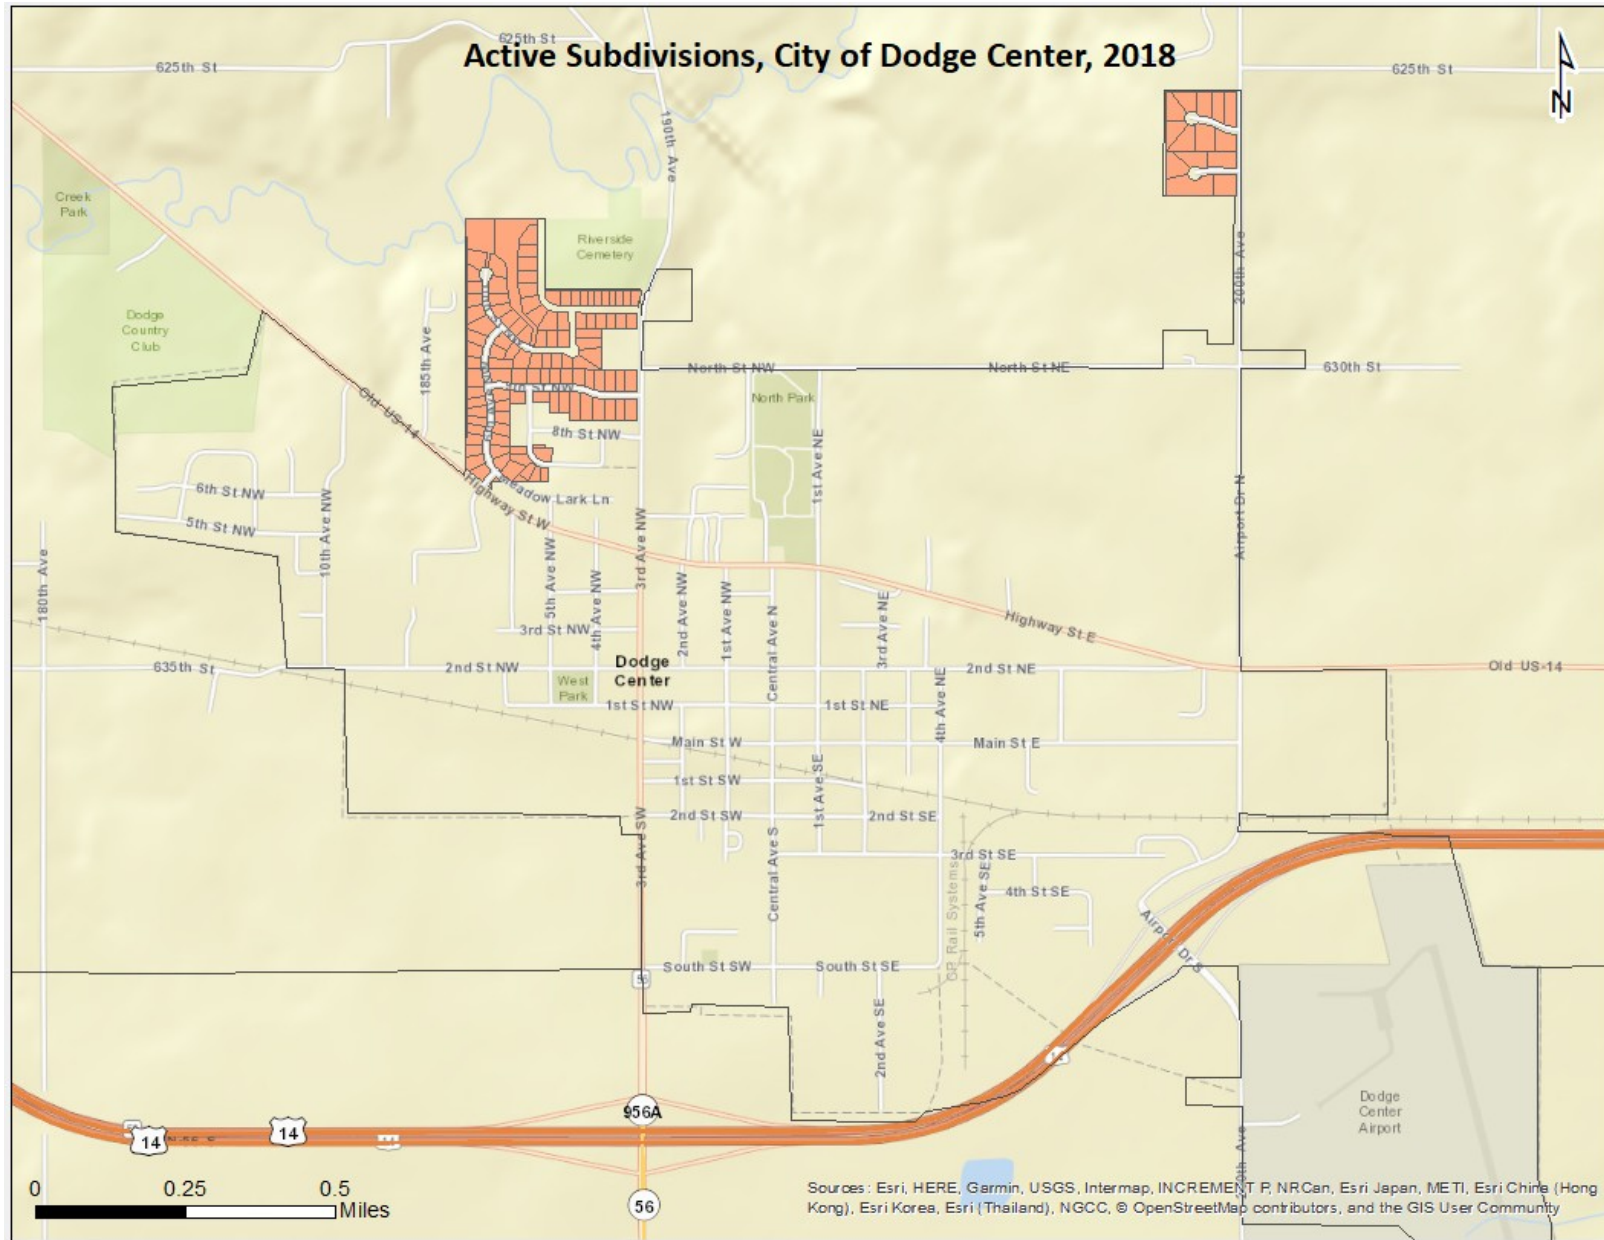 625th St
Active Subdivisions, City of Dodge Center, 2018
625th St
625th St
N
190th Ave
Creek
Park
Riverside
Cemetery
200th Ave
Dodge
Country
Club
185th Ave
North St NW
North St NE
630th St
Old US-14
North Park
8th St NW
1st Ave NE
Meadow Lark Ln
Highway St W
6th St NW
5th St NW
10th Ave NW
3rd Ave NW
Airport Dr N
180th Ave
5th Ave NW
4th Ave NW
2nd Ave NW
1st Ave NW
Central Ave N
3rd Ave NE
3rd St NW
Highway St E
635th St
2nd St NW
Dodge
Center
2nd St NE
Old US-14
West
Park
1st St NW
1st St NE
4th Ave NE
Main St W
Main St E
1st St SW
1st Ave SE
2nd St SW
2nd St SE
3rd Ave SW
Central Ave S
3rd St SE
4th St SE
5th Ave SE
GP Rail Systems
Airport Dr S
South St SW
South St SE
56
2nd Ave SE
14
956A
14
14
Dodge
Center
Airport
56
0
0.25
0.5
Miles
Sources: Esri, HERE, Garmin, USGS, Intermap, INCREMENT P, NRCan, Esri Japan, METI, Esri China (Hong
Kong), Esri Korea, Esri (Thailand), NGCC, © OpenStreetMap contributors, and the GIS User Community